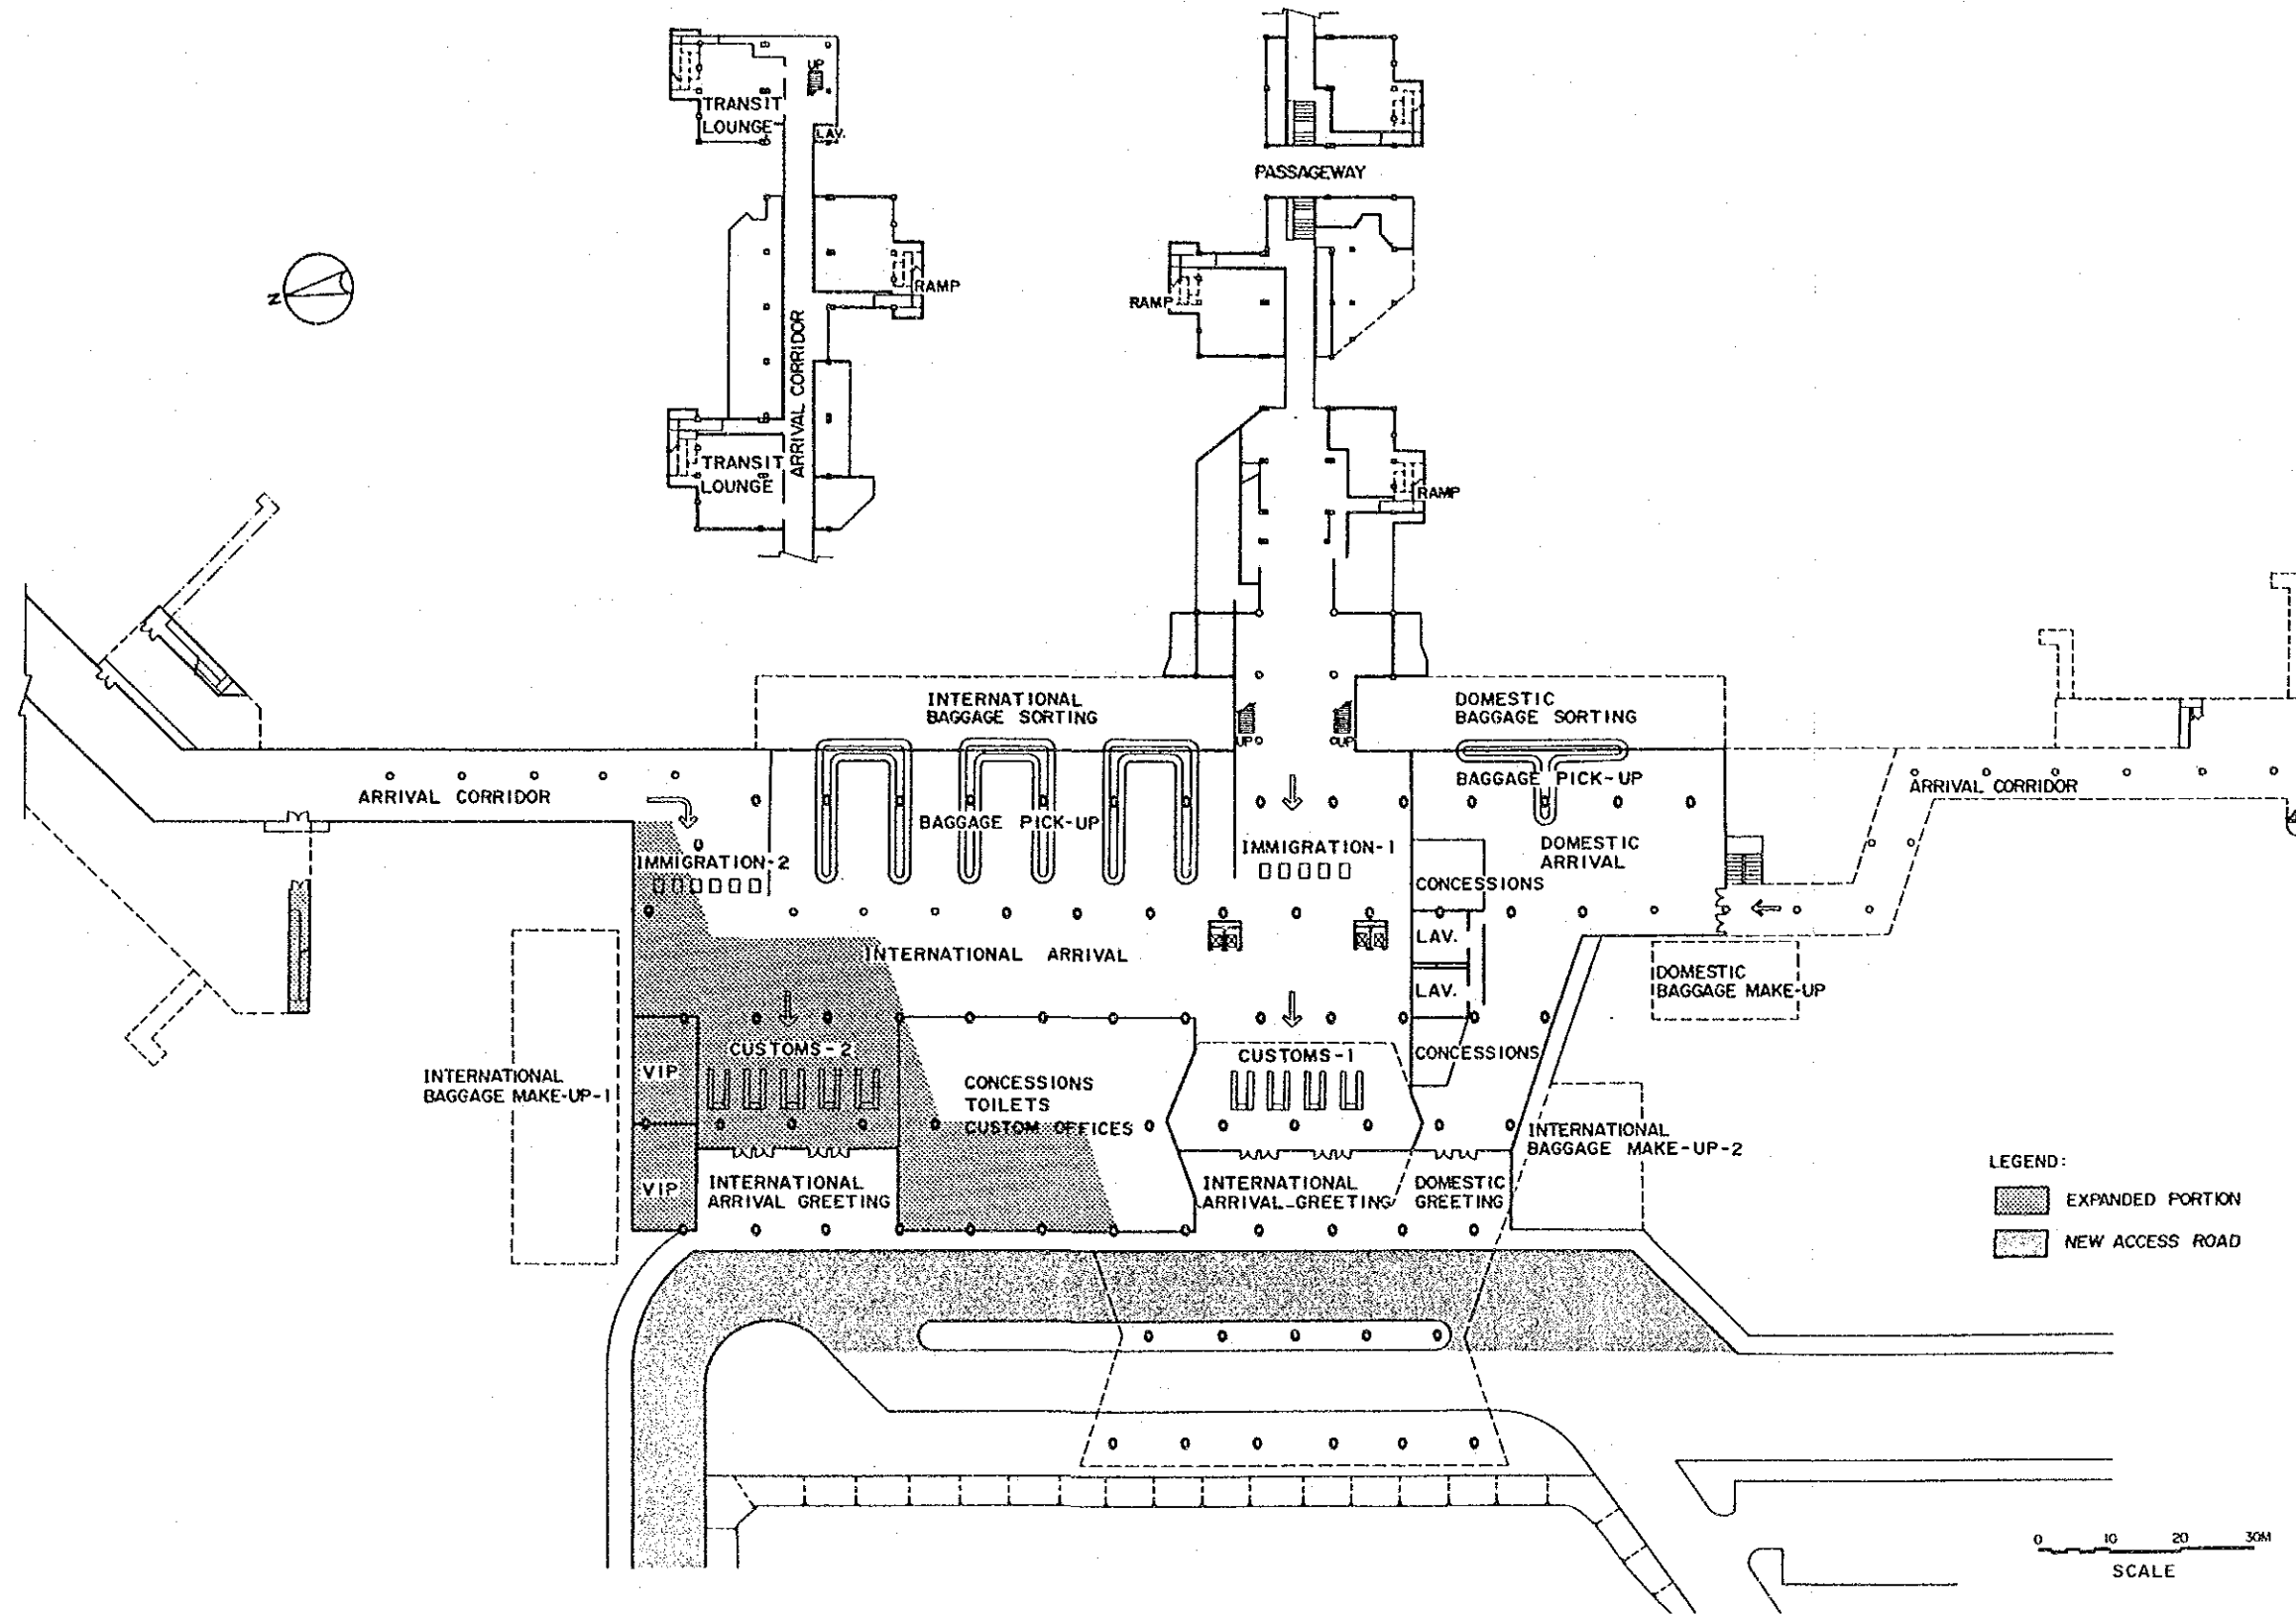 UP
TRANSIT
LOUNGE
LAV.
PASSAGEWAY
N
RAMP
RAMP
ARRIVAL CORRIDOR
TRANSIT
LOUNGE
RAMP
INTERNATIONAL
BAGGAGE SORTING
DOMESTIC
BAGGAGE SORTING
UP
UP
ARRIVAL CORRIDOR
BAGGAGE PICK-UP
BAGGAGE PICK-UP
ARRIVAL CORRIDOR
IMMIGRATION-2
IMMIGRATION-1
DOMESTIC
ARRIVAL
CONCESSIONS
INTERNATIONAL ARRIVAL
LAV.
LAV.
DOMESTIC
BAGGAGE MAKE-UP
CUSTOMS-2
CUSTOMS-1
CONCESSIONS
VIP
INTERNATIONAL
BAGGAGE MAKE-UP-1
CONCESSIONS
TOILETS
CUSTOM OFFICES
INTERNATIONAL
BAGGAGE MAKE-UP-2
VIP
INTERNATIONAL
ARRIVAL GREETING
INTERNATIONAL
ARRIVAL GREETING
DOMESTIC
GREETING
LEGEND:
EXPANDED PORTION
NEW ACCESS ROAD
0 10 20 30M
SCALE